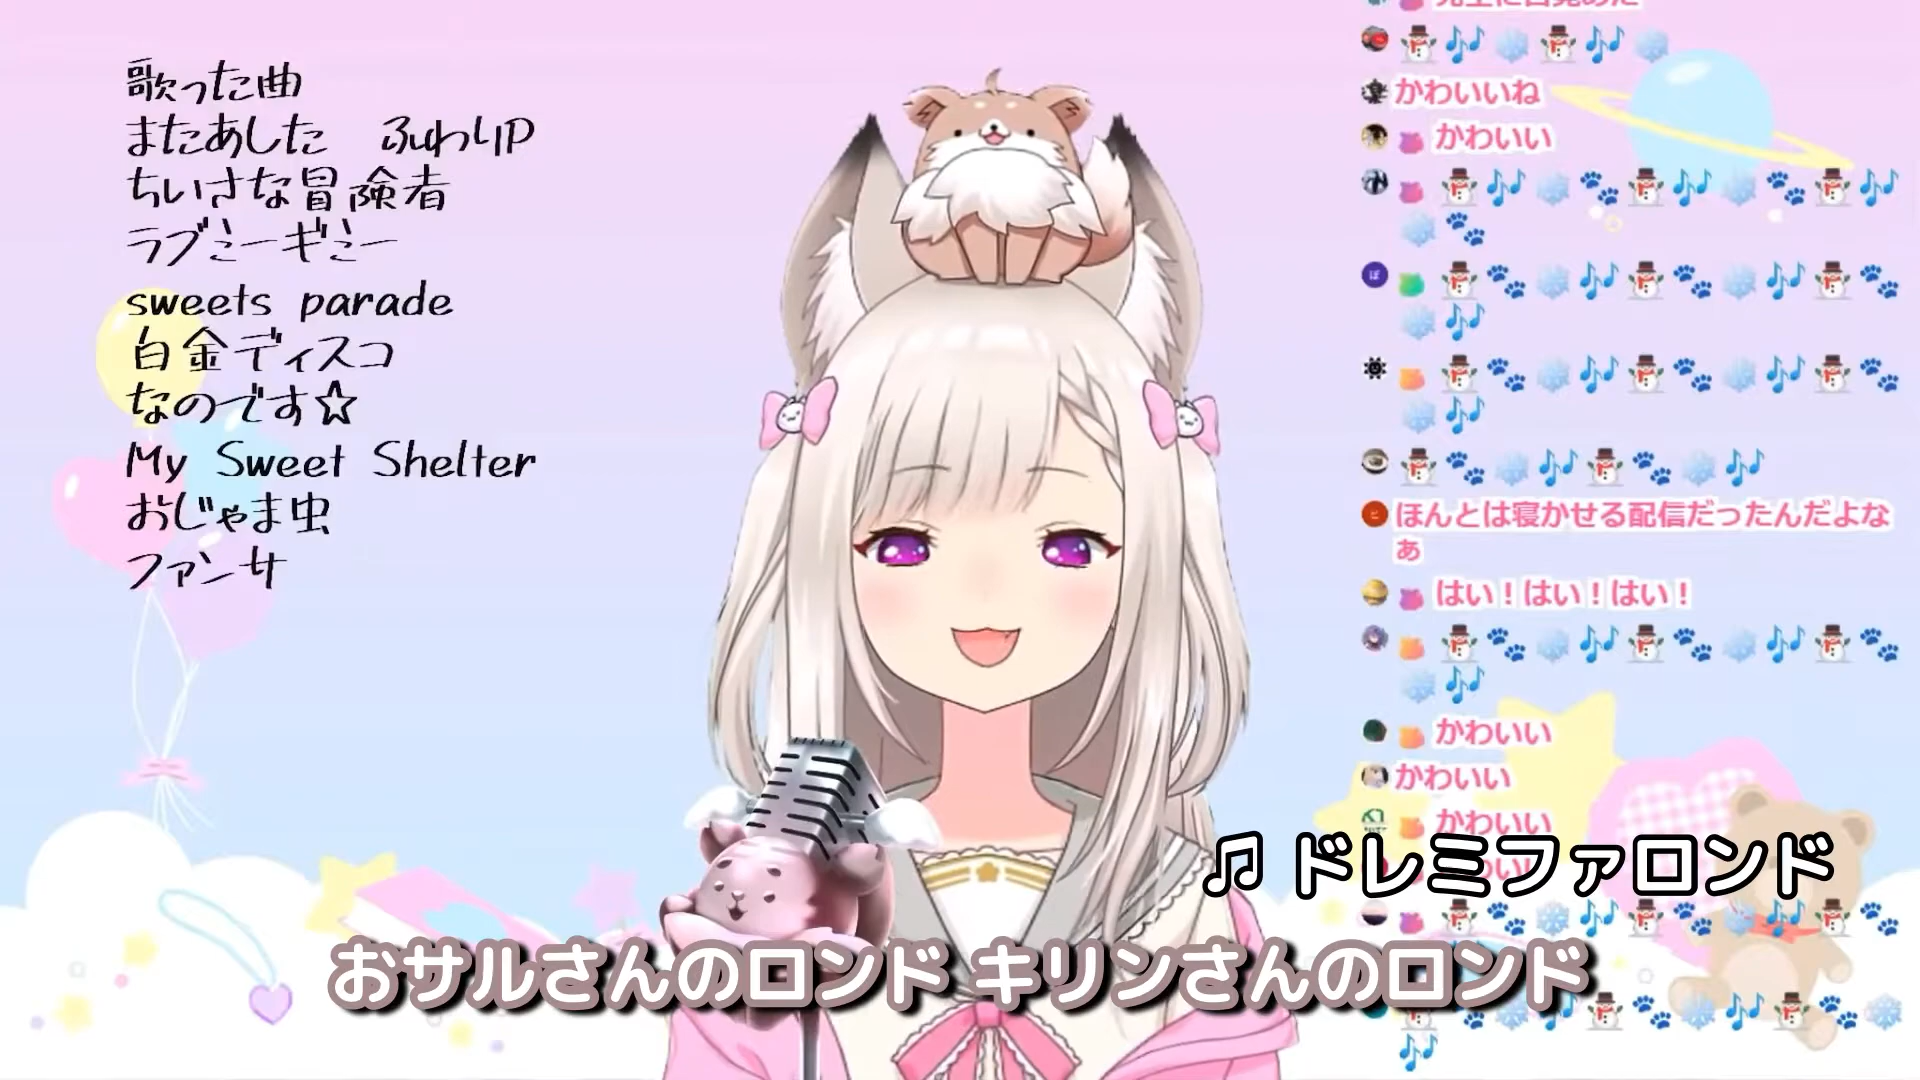 歌った曲
またあした ふわりP
ちいさな冒険者
ラブミーギミー
sweets parade
白金ディスコ
なのです☆
My Sweet Shelter
おじゃま虫
ファンサ
かわいいね
かわいい
ほんとは寝かせる配信だったんだよな
ぁ
はい！はい！はい！
かわいい
かわいい
かわいい
♫ ドレミファロンド
おサルさんのロンド キリンさんのロンド